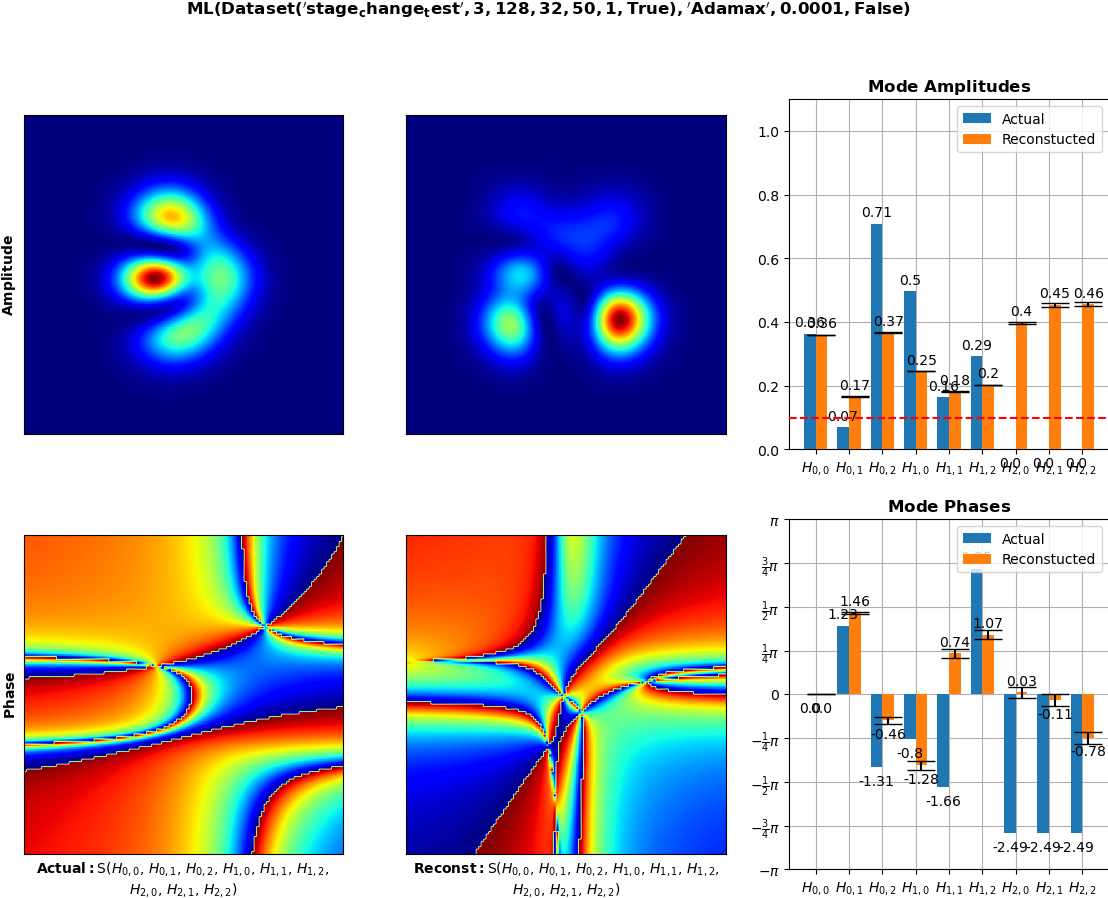 ML(Dataset('stage_change_test', 3, 128, 32, 50, 1, True), 'Adamax', 0.0001, False)
Amplitude
Mode Amplitudes
Actual
Reconstucted
1.0
0.8
0.6
0.4
0.2
0.0
0.36
0.36
0.07
0.17
0.71
0.37
0.5
0.25
0.16
0.18
0.29
0.2
0.0
0.4
0.0
0.45
0.0
0.46
H0,0 H0,1 H0,2 H1,0 H1,1 H1,2 H2,0 H2,1 H2,2
Phase
Mode Phases
Actual
Reconstucted
π
3/4π
1/2π
1/4π
0
−1/4π
−1/2π
−3/4π
−π
0.0
0.0
1.23
1.46
-1.31
-0.46
-0.8
-1.28
-1.66
0.74
1.07
-2.49
0.03
-2.49
-0.11
-2.49
-0.78
H0,0 H0,1 H0,2 H1,0 H1,1 H1,2 H2,0 H2,1 H2,2
Actual:S(H0,0, H0,1, H0,2, H1,0, H1,1, H1,2,
H2,0, H2,1, H2,2)
Reconst:S(H0,0, H0,1, H0,2, H1,0, H1,1, H1,2,
H2,0, H2,1, H2,2)